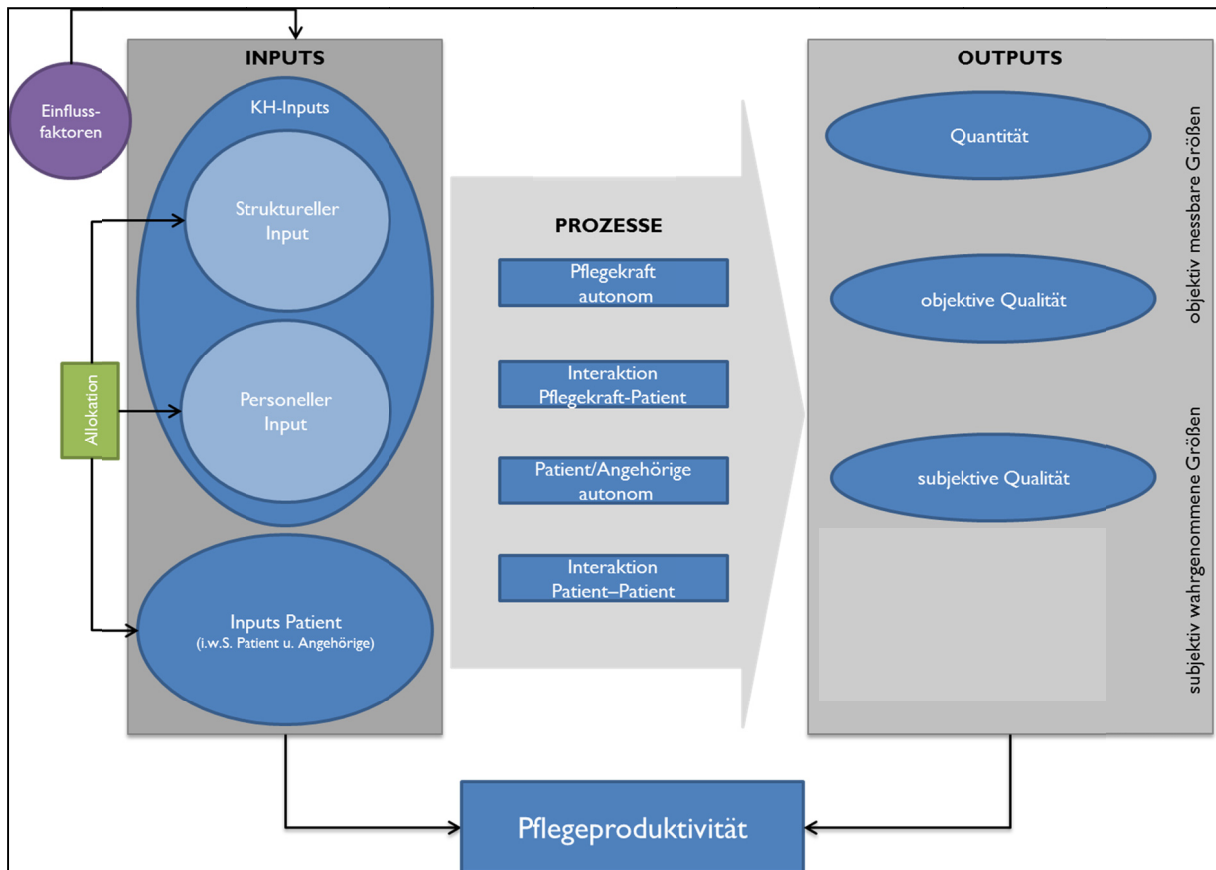 Einfluss-
faktoren
INPUTS
KH-Inputs
Struktureller
Input
Personeller
Input
Allokation
Inputs Patient
(i.w.S. Patient u. Angehörige)
PROZESSE
Pflegekraft
autonom
Interaktion
Pflegekraft-Patient
Patient/Angehörige
autonom
Interaktion
Patient–Patient
OUTPUTS
Quantität
objektive Qualität
subjektive Qualität
objektiv messbare Größen
subjektiv wahrgenommene Größen
Pflegeproduktivität